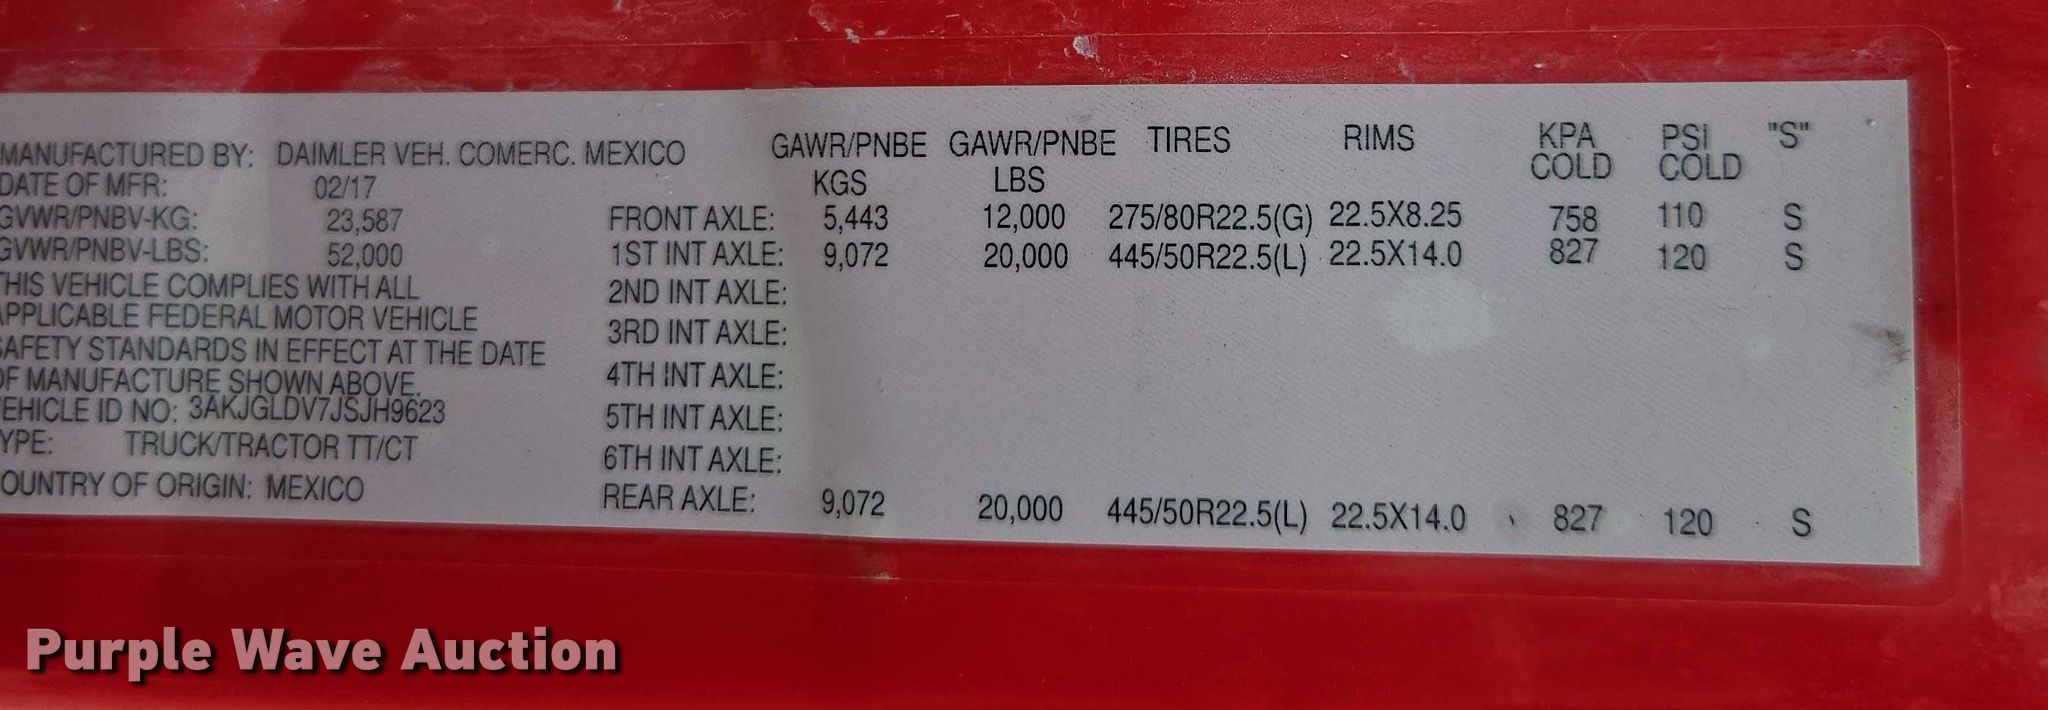 MANUFACTURED BY: DAIMLER VEH. COMERC. MEXICO
DATE OF MFR: 02/17
GVWR/PNBV-KG: 23,587
GVWR/PNBV-LBS: 52,000
THIS VEHICLE COMPLIES WITH ALL
APPLICABLE FEDERAL MOTOR VEHICLE
SAFETY STANDARDS IN EFFECT AT THE DATE
OF MANUFACTURE SHOWN ABOVE.
VEHICLE ID NO: 3AKJGLDV7JSJH9623
TYPE: TRUCK/TRACTOR TT/CT
COUNTRY OF ORIGIN: MEXICO
GAWR/PNBE GAWR/PNBE TIRES RIMS KPA PSI "S"
KGS LBS COLD COLD
FRONT AXLE: 5,443 12,000 275/80R22.5(G) 22.5X8.25 758 110 S
1ST INT AXLE: 9,072 20,000 445/50R22.5(L) 22.5X14.0 827 120 S
2ND INT AXLE:
3RD INT AXLE:
4TH INT AXLE:
5TH INT AXLE:
6TH INT AXLE:
REAR AXLE: 9,072 20,000 445/50R22.5(L) 22.5X14.0 827 120 S
Purple Wave Auction